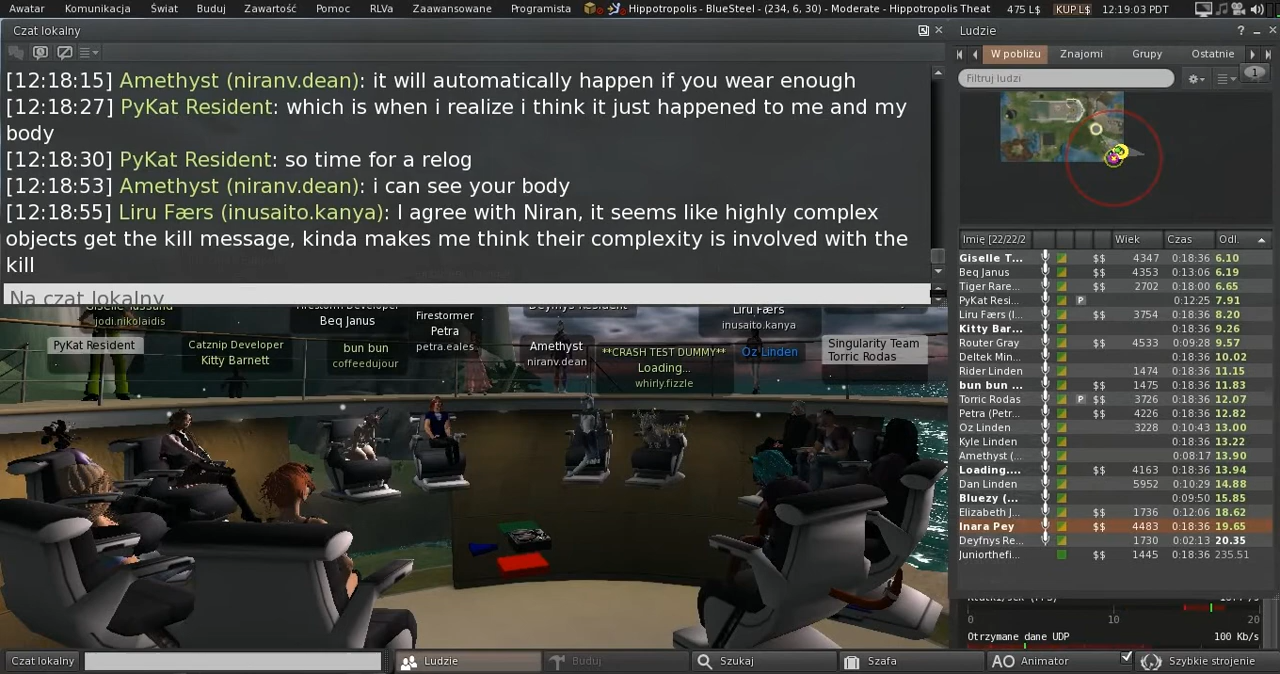 Awatar Komunikacja Świat Buduj Zawartość Pomoc RLVa Zaawansowane Programista Hippotropolis - BlueSteel - (234, 6, 30) - Moderate - Hippotropolis Theat 475 L$ KUP L$ 12:19:03 PDT
Czat lokalny
[12:18:15] Amethyst (niranv.dean): it will automatically happen if you wear enough
[12:18:27] PyKat Resident: which is when i realize i think it just happened to me and my
body
[12:18:30] PyKat Resident: so time for a relog
[12:18:53] Amethyst (niranv.dean): i can see your body
[12:18:55] Liru Færs (inusaito.kanya): I agree with Niran, it seems like highly complex
objects get the kill message, kinda makes me think their complexity is involved with the
kill
Na czat lokalny
jodi.nikolaidis
PyKat Resident
Catznip Developer
Kitty Barnett
Beq Janus
bun bun
coffeedujour
Firestormer
Petra
petra.eales
Deyfnys Resident
Amethyst
niranv.dean
**CRASH TEST DUMMY**
Loading...
whirly.fizzle
Liru Færs
inusaito.kanya
Oz Linden
Singularity Team
Torric Rodas
Ludzie ? _ ×
W pobliżu Znajomi Grupy Ostatnie
1
Filtruj ludzi
Imię [22/22/2 Wiek Czas Odl.
Giselle T... $$ 4347 0:18:36 6.10
Beq Janus $$ 4353 0:13:06 6.19
Tiger Rare... $$ 2702 0:18:00 6.65
PyKat Resi... P 0:12:25 7.91
Liru Færs (I... $$ 3754 0:18:36 8.20
Kitty Bar... 0:18:36 9.26
Router Gray $$ 4533 0:09:28 9.57
Deltek Min... 0:18:36 10.02
Rider Linden 1474 0:18:36 11.15
bun bun ... $$ 1475 0:18:36 11.83
Torric Rodas P $$ 3726 0:18:36 12.07
Petra (Petr... $$ 4226 0:18:36 12.82
Oz Linden 3228 0:10:43 13.00
Kyle Linden 0:18:36 13.22
Amethyst (... 0:08:17 13.90
Loading.... $$ 4163 0:18:36 13.94
Dan Linden 5952 0:10:29 14.88
Bluezy (... 0:09:50 15.85
Elizabeth J... $$ 1736 0:12:06 18.62
Inara Pey $$ 4483 0:18:36 19.65
Deyfnys Re... $$ 1730 0:02:13 20.35
Juniorthefi... $$ 1445 0:18:36 235.51
0 10 20
Otrzymane dane UDP 100 Kb/s
Czat lokalny Ludzie Buduj Szukaj Szafa AO Animator Szybkie strojenie